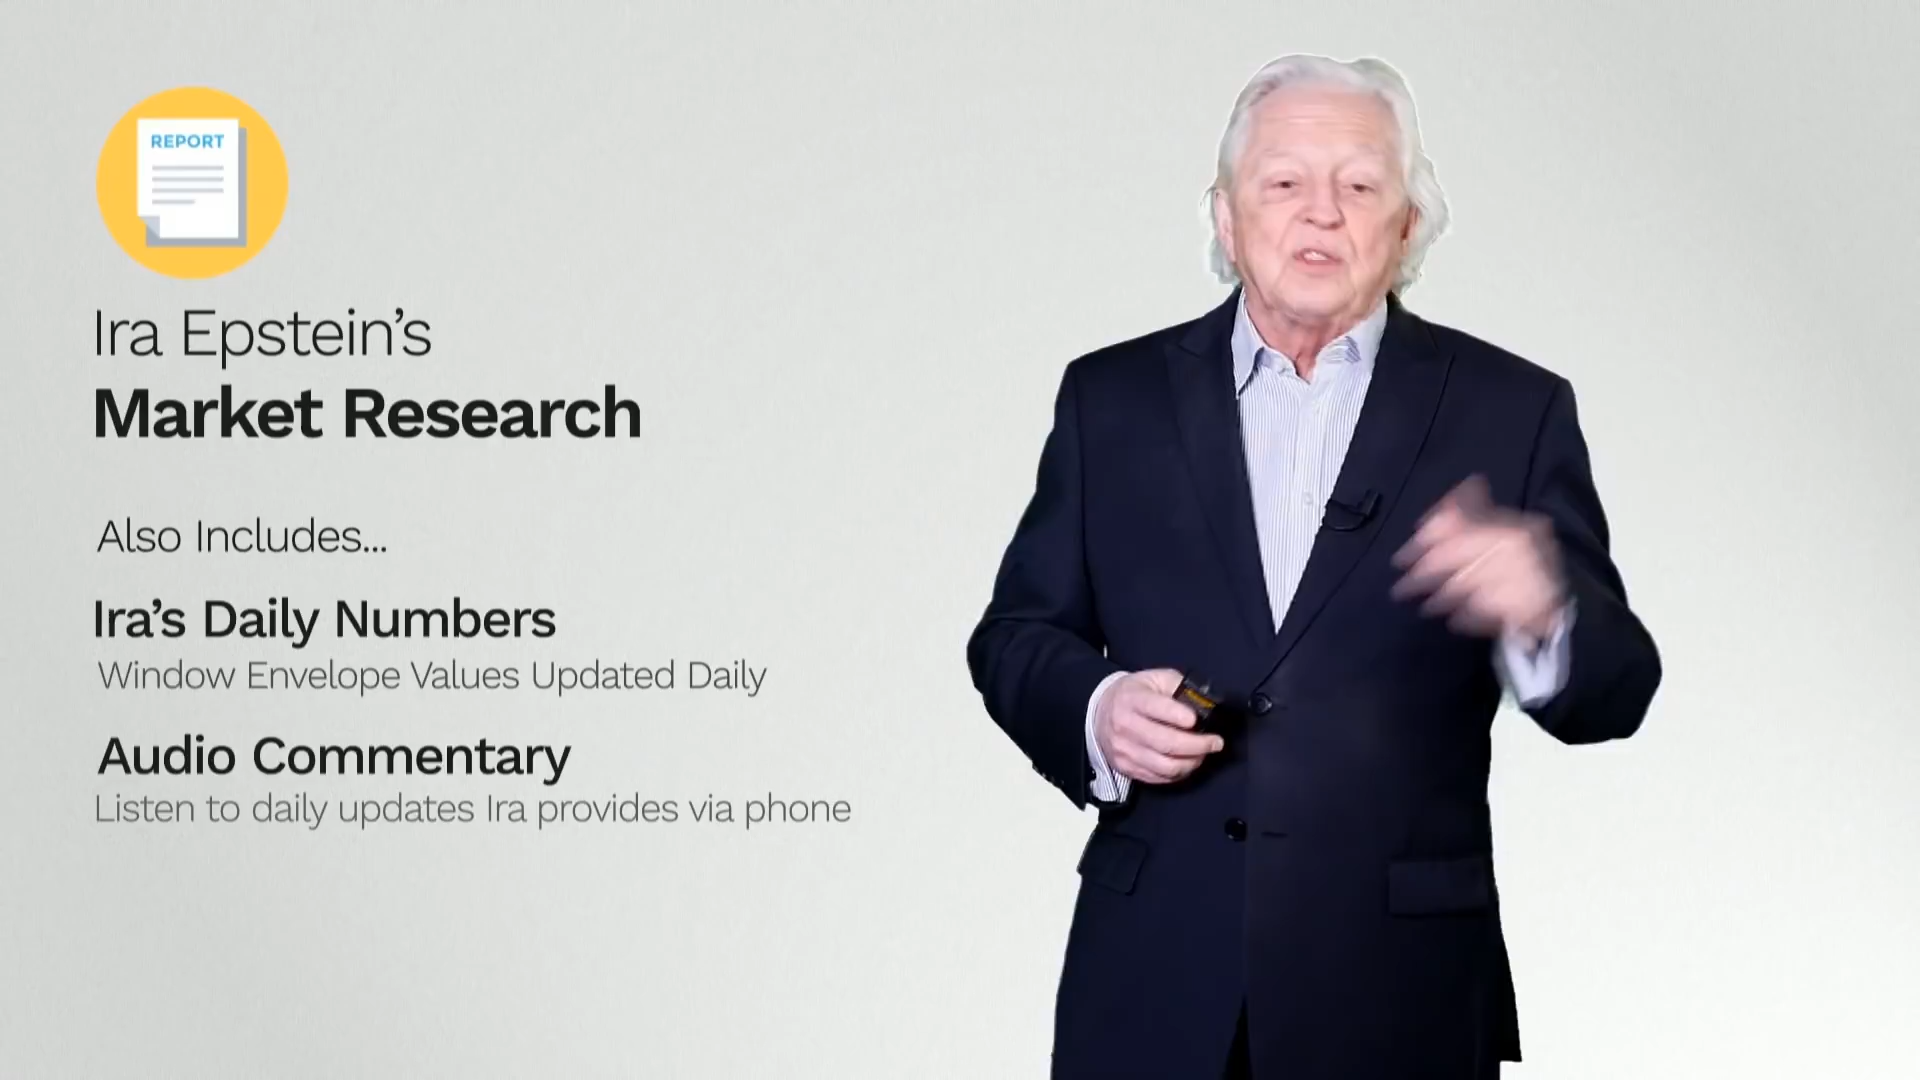 REPORT
Ira Epstein’s
Market Research
Also Includes...
Ira’s Daily Numbers
Window Envelope Values Updated Daily
Audio Commentary
Listen to daily updates Ira provides via phone